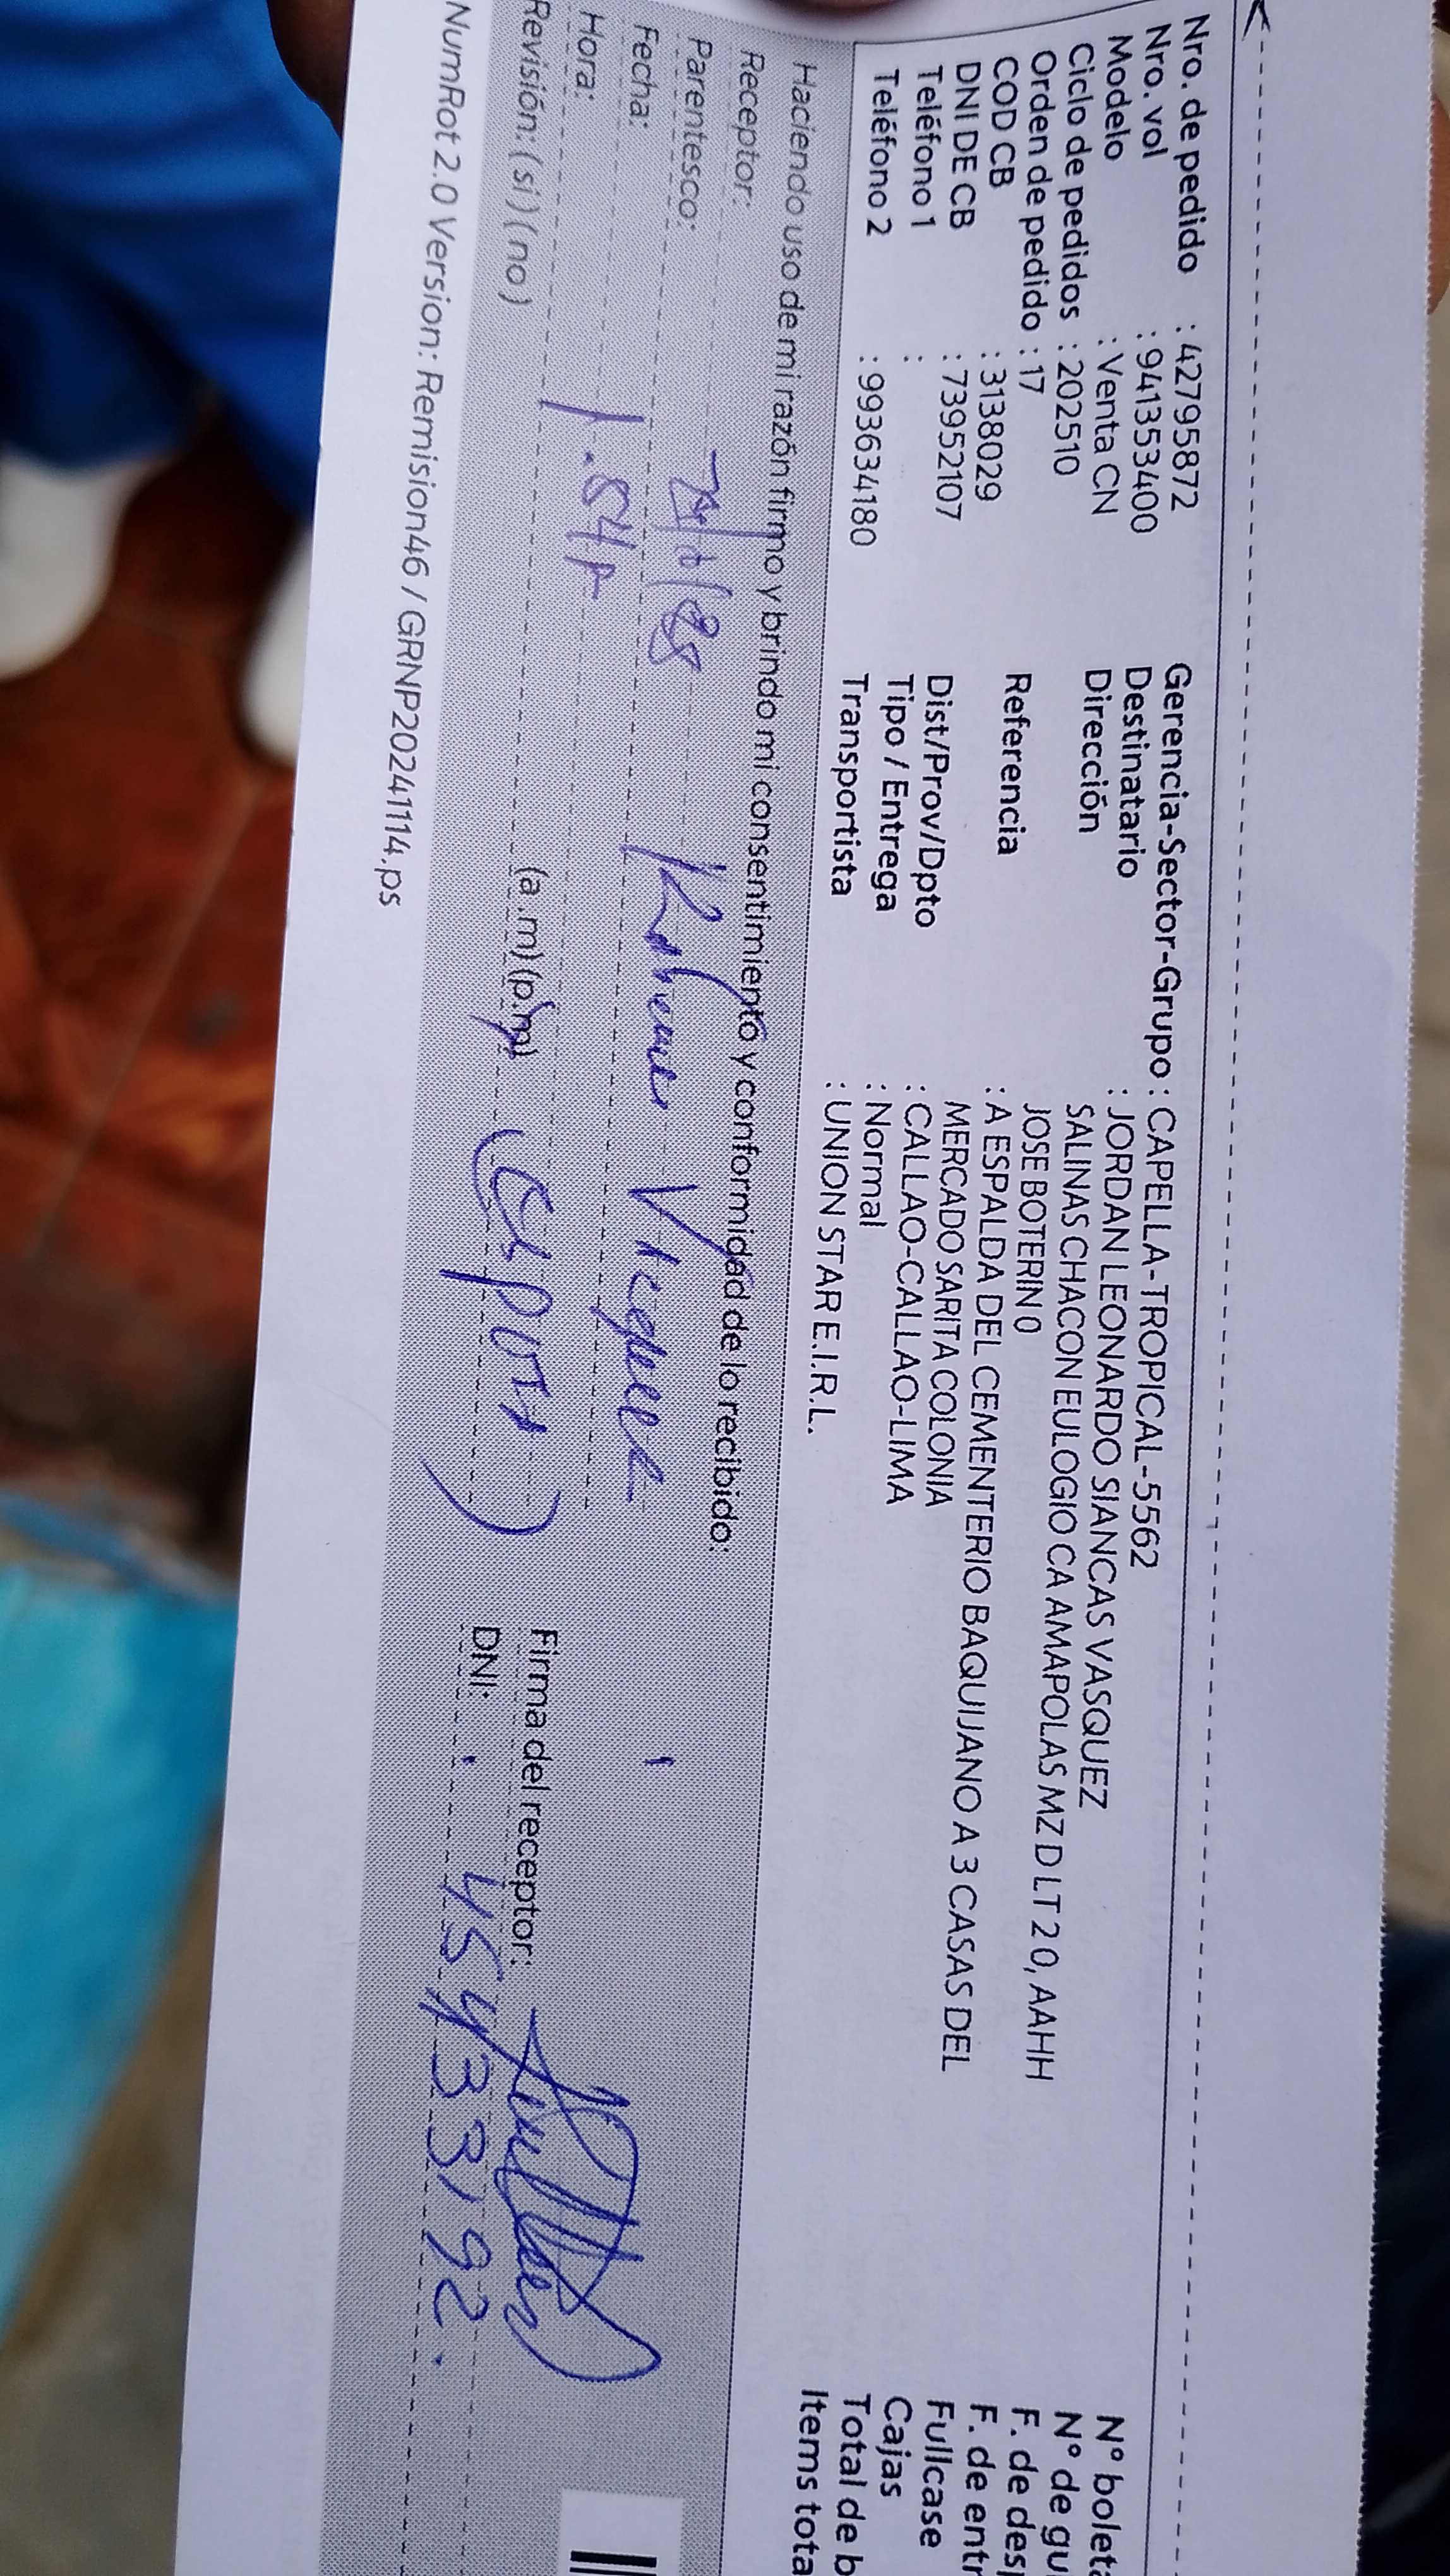 Nro. de pedido : 42795872
Nro. vol : 941353400
Modelo : Venta CN
Ciclo de pedidos : 202510
Orden de pedido : 17
COD CB : 3138029
DNI DE CB : 73952107
Teléfono 1 :
Teléfono 2 : 993634180
Gerencia-Sector-Grupo : CAPELLA-TROPICAL-5562
Destinatario : JORDAN LEONARDO SIANCAS VASQUEZ
Dirección SALINAS CHACON EULOGIO CA AMAPOLAS MZ D LT 2 0, AAHH
JOSE BOTERIN 0
Referencia : A ESPALDA DEL CEMENTERIO BAQUIJANO A 3 CASAS DEL
MERCADO SARITA COLONIA
Dist/Prov/Dpto : CALLAO-CALLAO-LIMA
Tipo / Entrega : Normal
Transportista : UNION STAR E.I.R.L.
N° boleta
N° de gu
F. de des
F. de entr
Fullcase
Cajas
Total de b
Items tota
Haciendo uso de mi razón firmo y brindo mi consentimiento y conformidad de lo recibido:
Receptor:
Parentesco:
Fecha:
Hora: 1.54p
Revisión: (si) (no) (a.m) (p.m)
Firma del receptor:
DNI: 45433192
NumRot 2.0 Version: Remision46 / GRNP20241114.ps